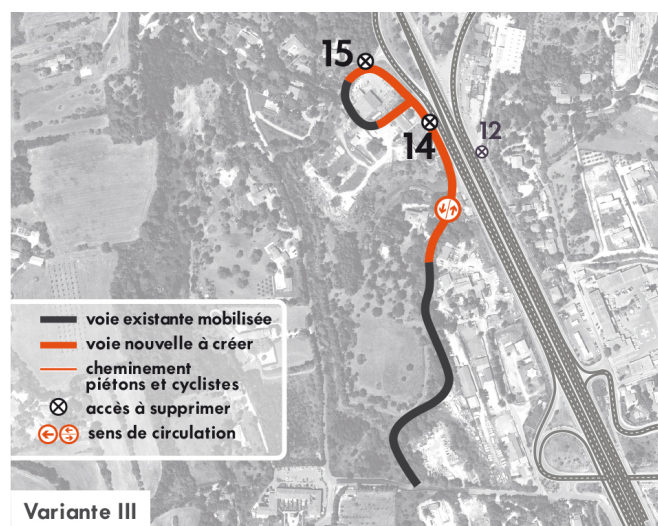 15
14
12
voie existante mobilisée
voie nouvelle à créer
cheminement
piétons et cyclistes
accès à supprimer
sens de circulation
Variante III